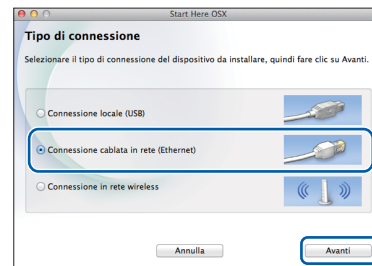 Start Here OSX
Tipo di connessione
Selezionare il tipo di connessione del dispositivo da installare, quindi fare clic su Avanti.
Connessione locale (USB)
Connessione cablata in rete (Ethernet)
Connessione in rete wireless
Annulla
Avanti